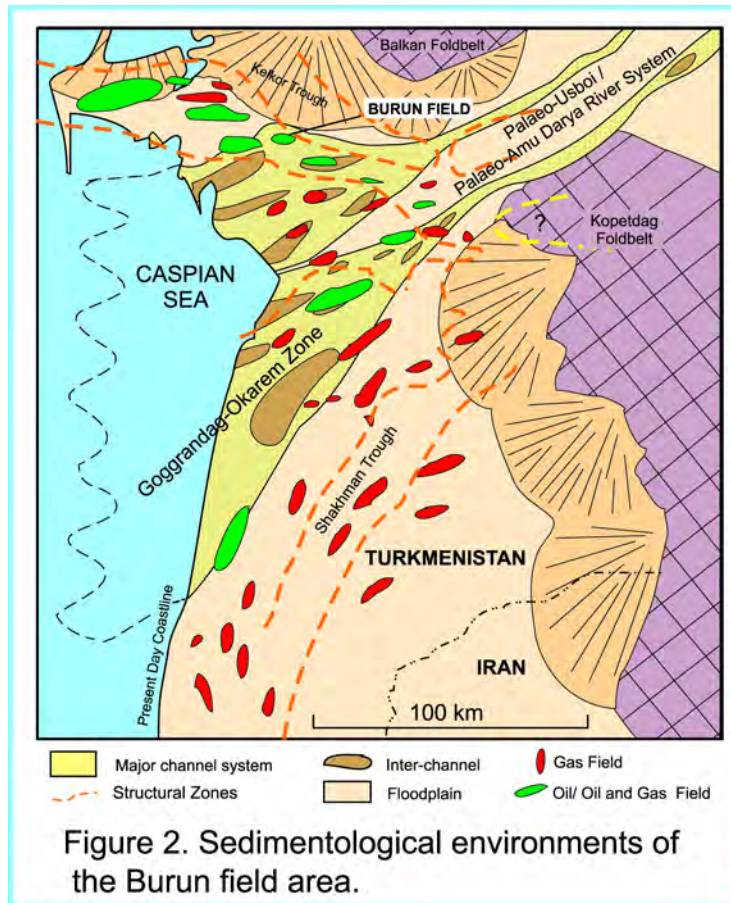 Balkan Foldbelt
Kelkor Trough
BURUN FIELD
Palaeo-Usboi /
Palaeo-Amu Darya River System
?
Kopetdag
Foldbelt
CASPIAN
SEA
Goggrandag-Okarem Zone
Shakhman Trough
TURKMENISTAN
Present Day Coastline
IRAN
100 km
Major channel system
Inter-channel
Gas Field
Structural Zones
Floodplain
Oil/ Oil and Gas Field
Figure 2. Sedimentological environments of
the Burun field area.